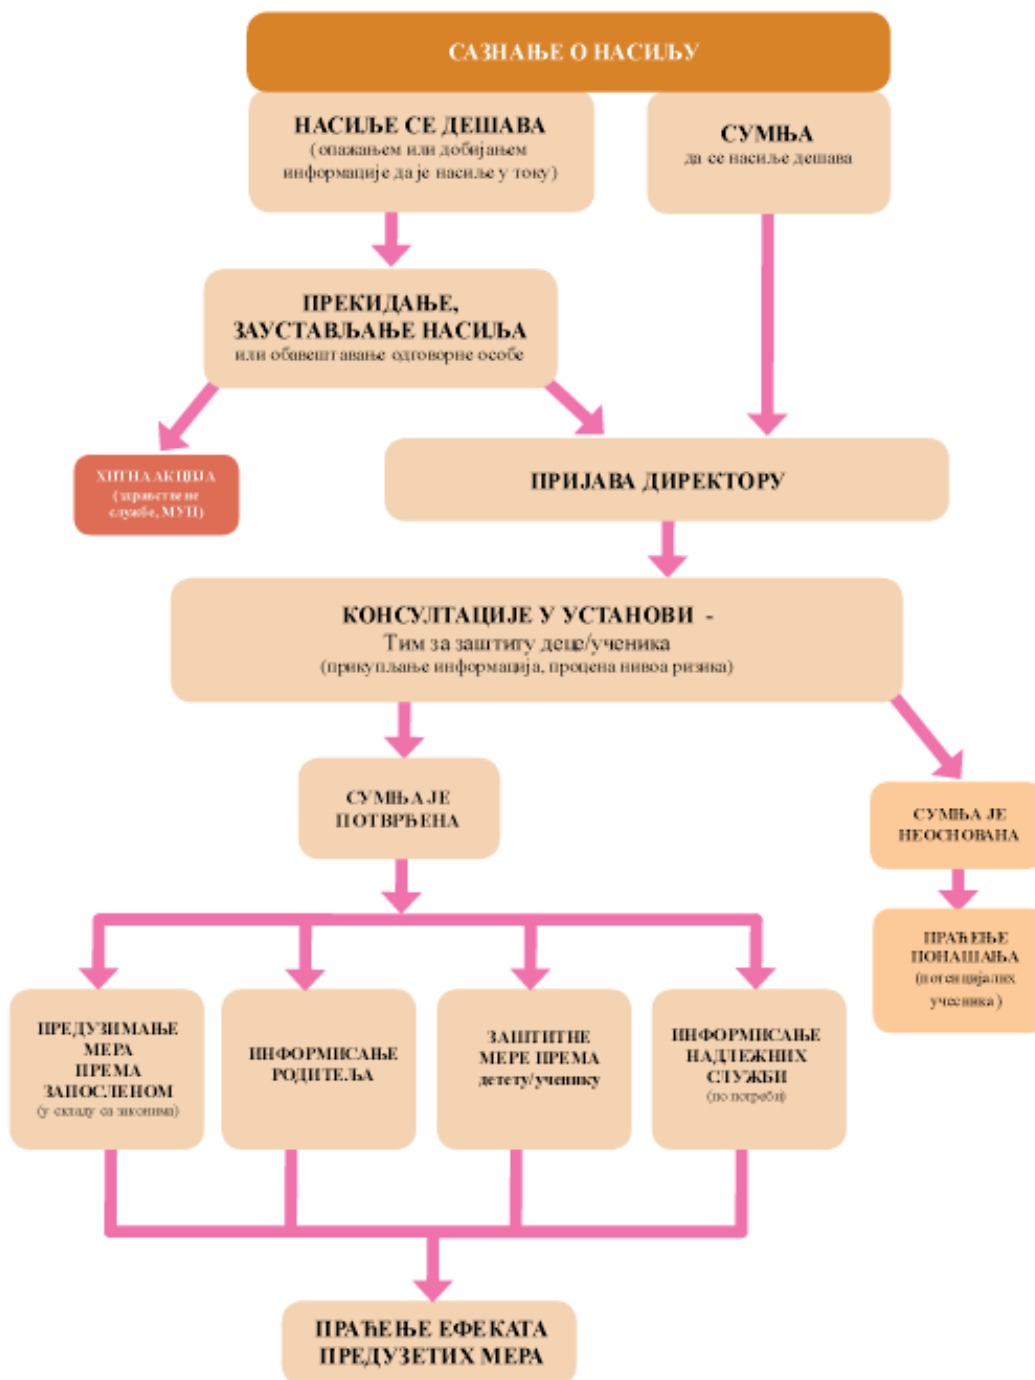 САЗНАЊЕ О НАСИЉУ
НАСИЉЕ СЕ ДЕШАВА
(опажањем или добијањем
информације да је насиље у току)
СУМЊА
да се насиље дешава
ПРЕКИДАЊЕ,
ЗАУСТАВЉАЊЕ НАСИЉА
или обавештавање одговорне особе
ХИТНА АКЦИЈА
(здравствене
службе, МУП)
ПРИЈАВА ДИРЕКТОРУ
КОНСУЛТАЦИЈЕ У УСТАНОВИ -
Тим за заштиту деце/ученика
(прикупљање информација, процена нивоа ризика)
СУМЊА ЈЕ
ПОТВРЂЕНА
СУМЊА ЈЕ
НЕОСНОВАНА
ПРАЋЕЊЕ
ПОНАШАЊА
(потенцијалих
учесника)
ПРЕДУЗИМАЊЕ
МЕРА
ПРЕМА
ЗАПОСЛЕНОМ
(у складу са законима)
ИНФОРМИСАЊЕ
РОДИТЕЉА
ЗАШТИТНЕ
МЕРЕ ПРЕМА
детету/ученику
ИНФОРМИСАЊЕ
НАДЛЕЖНИХ
СЛУЖБИ
(по потреби)
ПРАЋЕЊЕ ЕФЕКАТА
ПРЕДУЗЕТИХ МЕРА